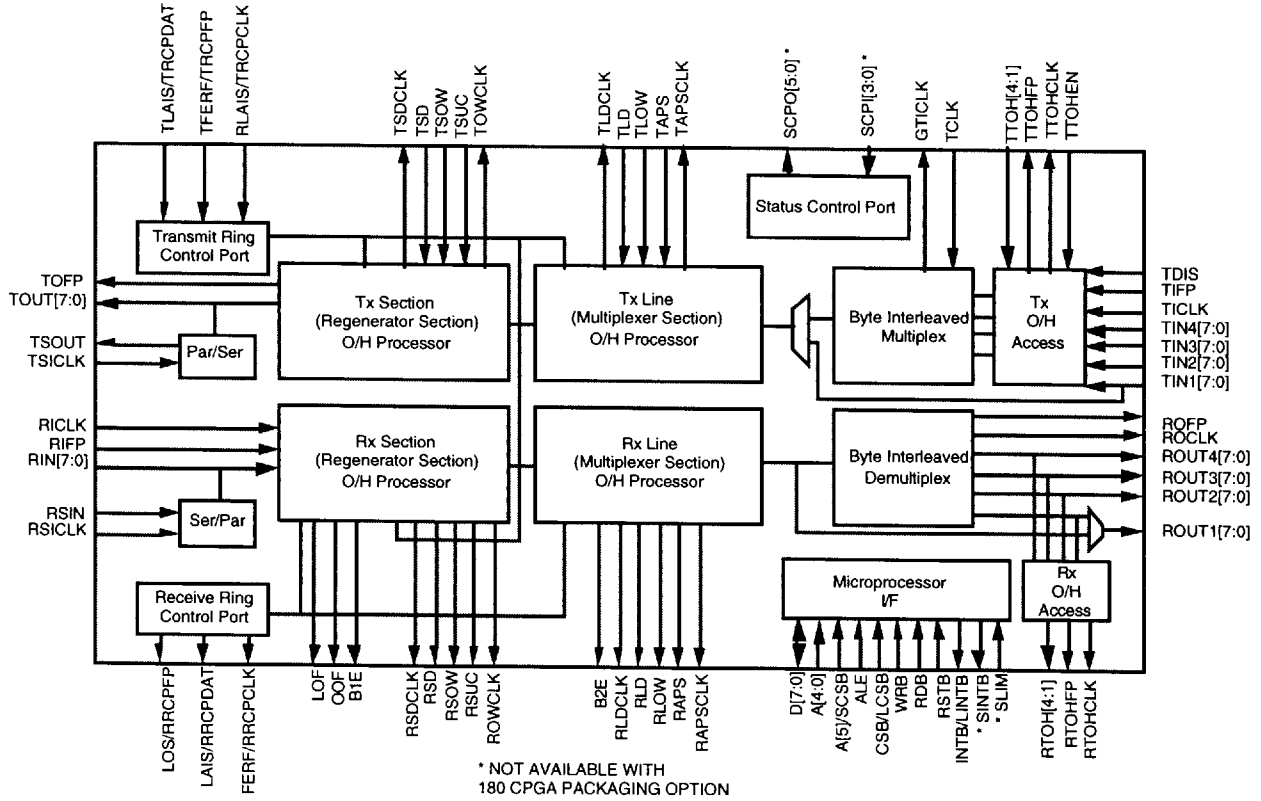 TLAIS/TRCPDAT
TFERF/TRCPFP
RLAIS/TRCPCLK
TSDCLK
TSD
TSOW
TSUC
TOWCLK
TLDCLK
TLD
TLOW
TAPS
TAPSCLK
SCPO[5:0] *
SCPI[3:0] *
GTICLK
TCLK
TTOH[4:1]
TTOHFP
TTOHCLK
TTOHEN
Transmit Ring
Control Port
Status Control Port
TOFP
TOUT[7:0]
TSOUT
TSICLK
Par/Ser
Tx Section
(Regenerator Section)
O/H Processor
Tx Line
(Multiplexer Section)
O/H Processor
Byte Interleaved
Multiplex
Tx
O/H
Access
TDIS
TIFP
TICLK
TIN4[7:0]
TIN3[7:0]
TIN2[7:0]
TIN1[7:0]
RICLK
RIFP
RIN[7:0]
RSIN
RSICLK
Ser/Par
Rx Section
(Regenerator Section)
O/H Processor
Rx Line
(Multiplexer Section)
O/H Processor
Byte Interleaved
Demultiplex
ROFP
ROCLK
ROUT4[7:0]
ROUT3[7:0]
ROUT2[7:0]
ROUT1[7:0]
Receive Ring
Control Port
Microprocessor
I/F
Rx
O/H
Access
LOS/RRCPFP
LAIS/RRCPDAT
FERF/RRCPCLK
LOF
OOF
B1E
RSDCLK
RSD
RSOW
RSUC
ROWCLK
B2E
RLDCLK
RLD
RLOW
RAPS
RAPSCLK
D[7:0]
A[4:0]
A[5]/SCSB
ALE
CSB/LCSB
WRB
RDB
RSTB
INTB/LINTB
* SINTB
* SLIM
RTOH[4:1]
RTOHFP
RTOHCLK
* NOT AVAILABLE WITH
180 CPGA PACKAGING OPTION